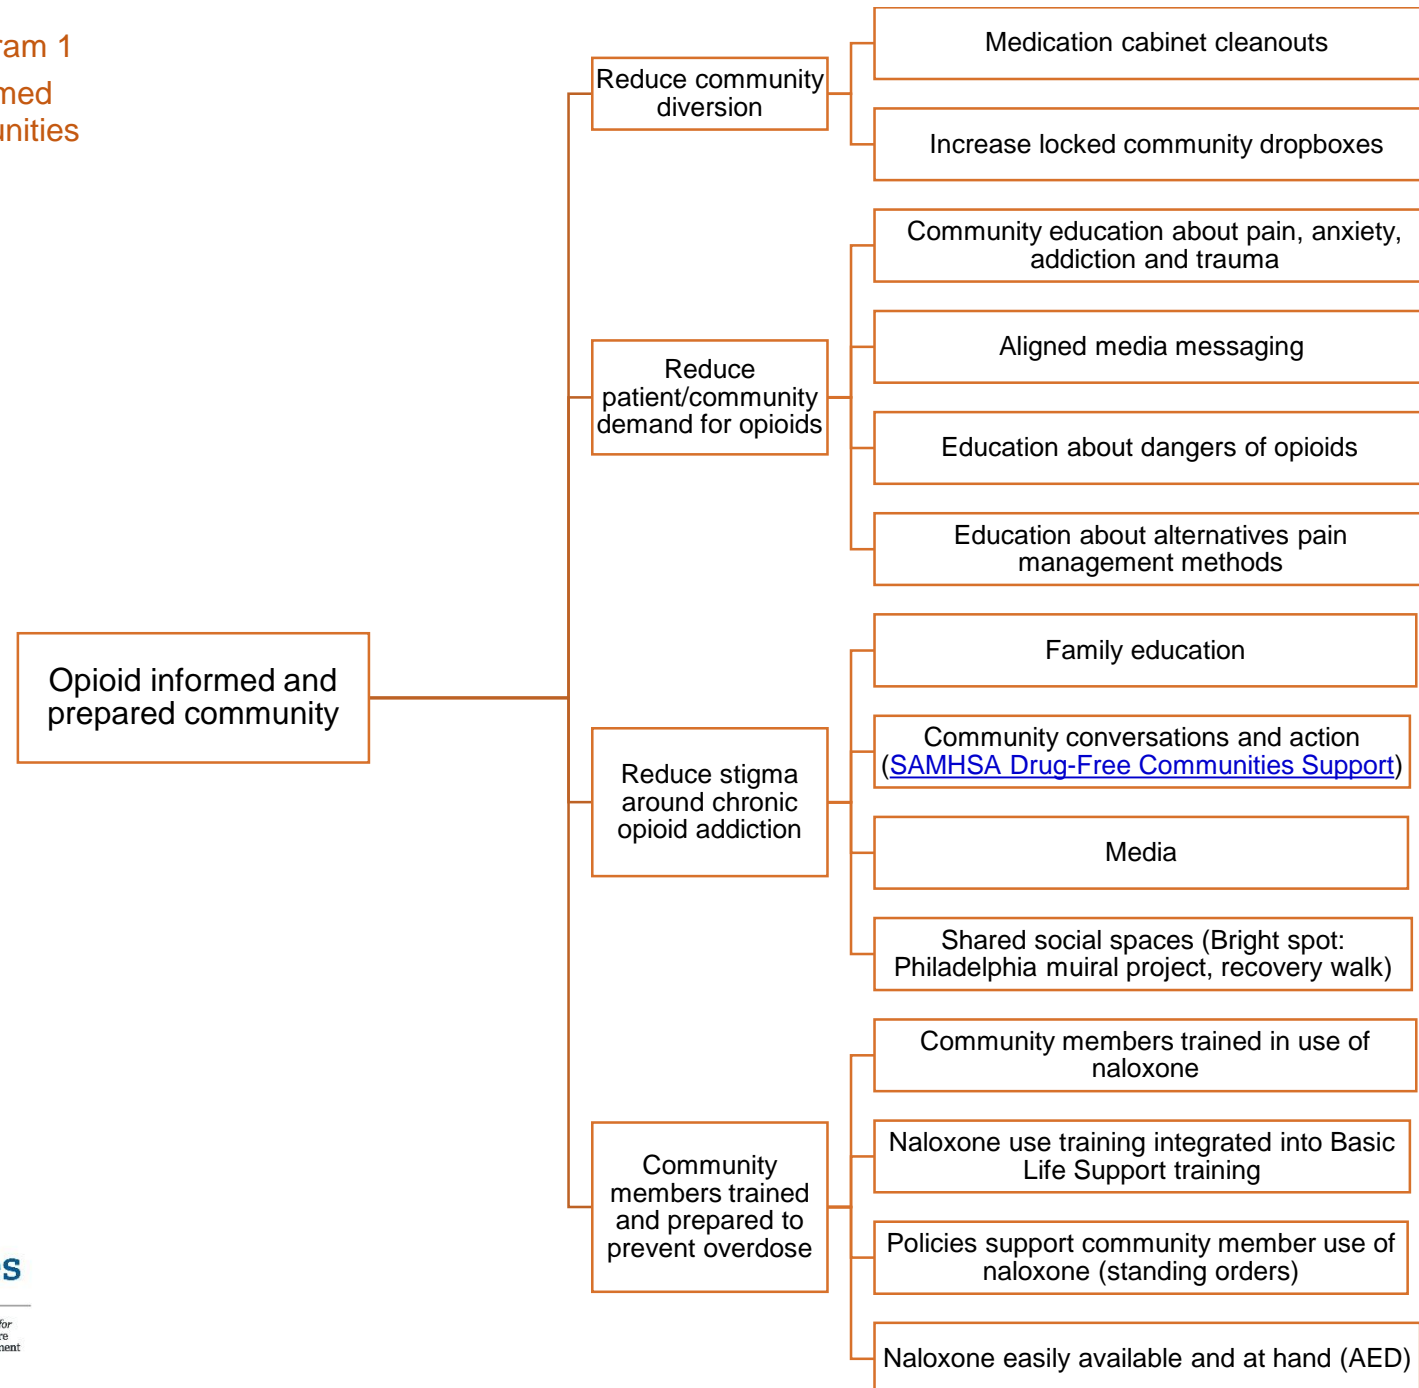 ram 1
med
unities
Opioid informed and
prepared community
Reduce community
diversion
Medication cabinet cleanouts
Increase locked community dropboxes
Reduce
patient/community
demand for opioids
Community education about pain, anxiety,
addiction and trauma
Aligned media messaging
Education about dangers of opioids
Education about alternatives pain
management methods
Reduce stigma
around chronic
opioid addiction
Family education
Community conversations and action
(SAMHSA Drug-Free Communities Support)
Media
Shared social spaces (Bright spot:
Philadelphia muiral project, recovery walk)
Community
members trained
and prepared to
prevent overdose
Community members trained in use of
naloxone
Naloxone use training integrated into Basic
Life Support training
Policies support community member use of
naloxone (standing orders)
Naloxone easily available and at hand (AED)
s
for
re
ment